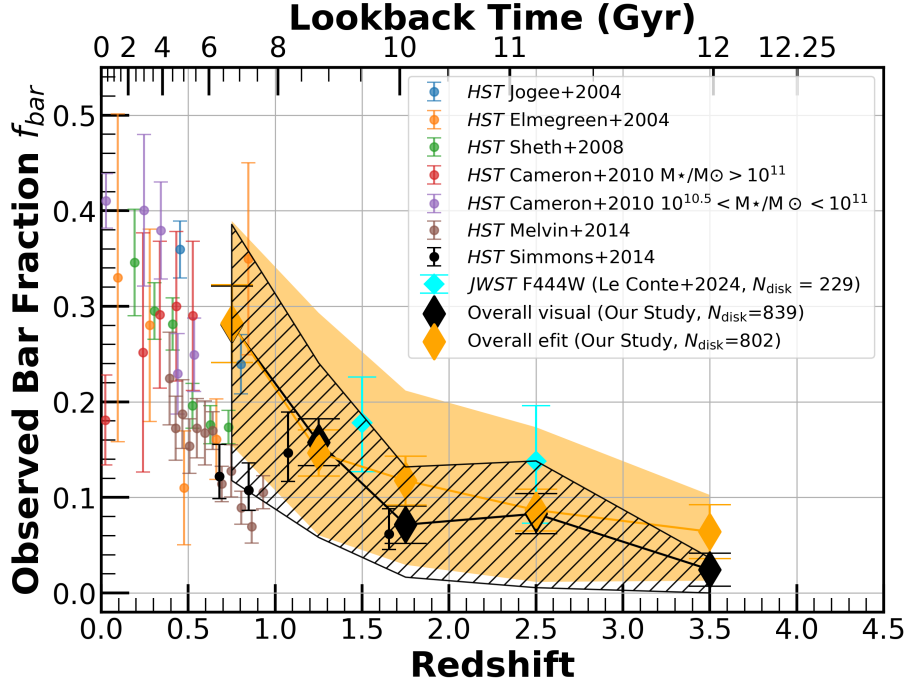 Lookback Time (Gyr)
0 2 4 6 8 10 11 12 12.25
Observed Bar Fraction f_bar
0.5
0.4
0.3
0.2
0.1
0.0
HST Jogee+2004
HST Elmegreen+2004
HST Sheth+2008
HST Cameron+2010 M⋆/M⊙ > 10^11
HST Cameron+2010 10^10.5 < M⋆/M⊙ < 10^11
HST Melvin+2014
HST Simmons+2014
JWST F444W (Le Conte+2024, N_disk = 229)
Overall visual (Our Study, N_disk=839)
Overall efit (Our Study, N_disk=802)
0.0 0.5 1.0 1.5 2.0 2.5 3.0 3.5 4.0 4.5
Redshift